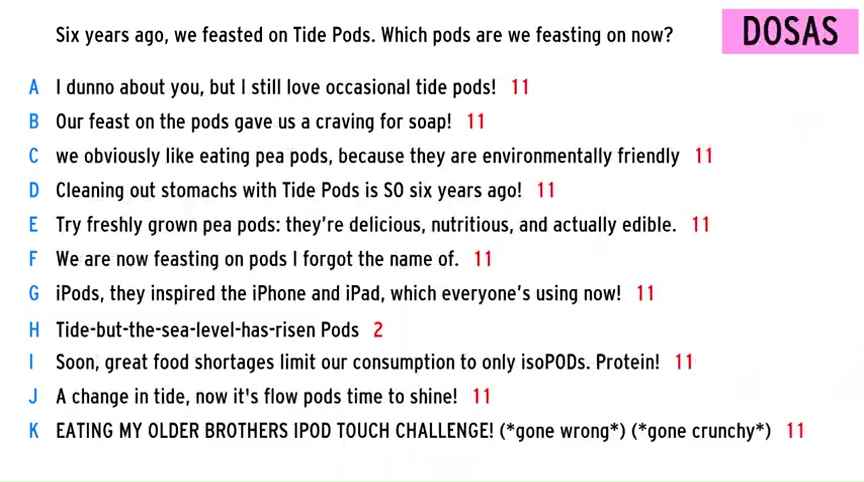 Six years ago, we feasted on Tide Pods. Which pods are we feasting on now?
DOSAS
A I dunno about you, but I still love occasional tide pods! 11
B Our feast on the pods gave us a craving for soap! 11
C we obviously like eating pea pods, because they are environmentally friendly 11
D Cleaning out stomachs with Tide Pods is SO six years ago! 11
E Try freshly grown pea pods: they're delicious, nutritious, and actually edible. 11
F We are now feasting on pods I forgot the name of. 11
G iPods, they inspired the iPhone and iPad, which everyone's using now! 11
H Tide-but-the-sea-level-has-risen Pods 2
I Soon, great food shortages limit our consumption to only isoPODs. Protein! 11
J A change in tide, now it's flow pods time to shine! 11
K EATING MY OLDER BROTHERS IPOD TOUCH CHALLENGE! (*gone wrong*) (*gone crunchy*) 11